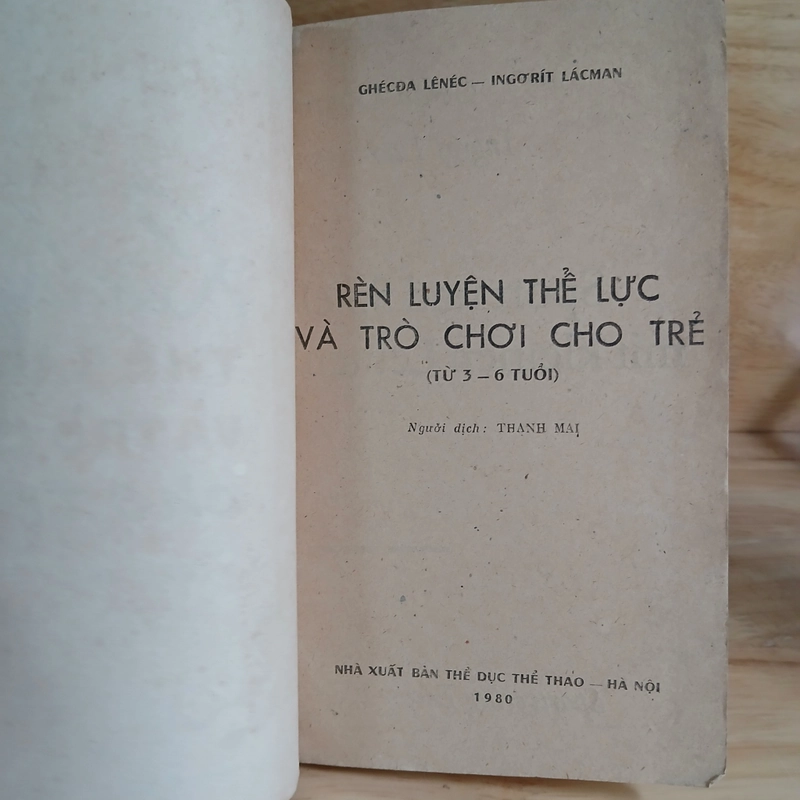 GHÉCĐA LÊNÉC — INGƠRÍT LÁCMAN
RÈN LUYỆN THỂ LỰC
VÀ TRÒ CHƠI CHO TRẺ
(TỪ 3 — 6 TUỔI)
Người dịch: THANH MAI
NHÀ XUẤT BẢN THỂ DỤC THỂ THAO — HÀ NỘI
1980